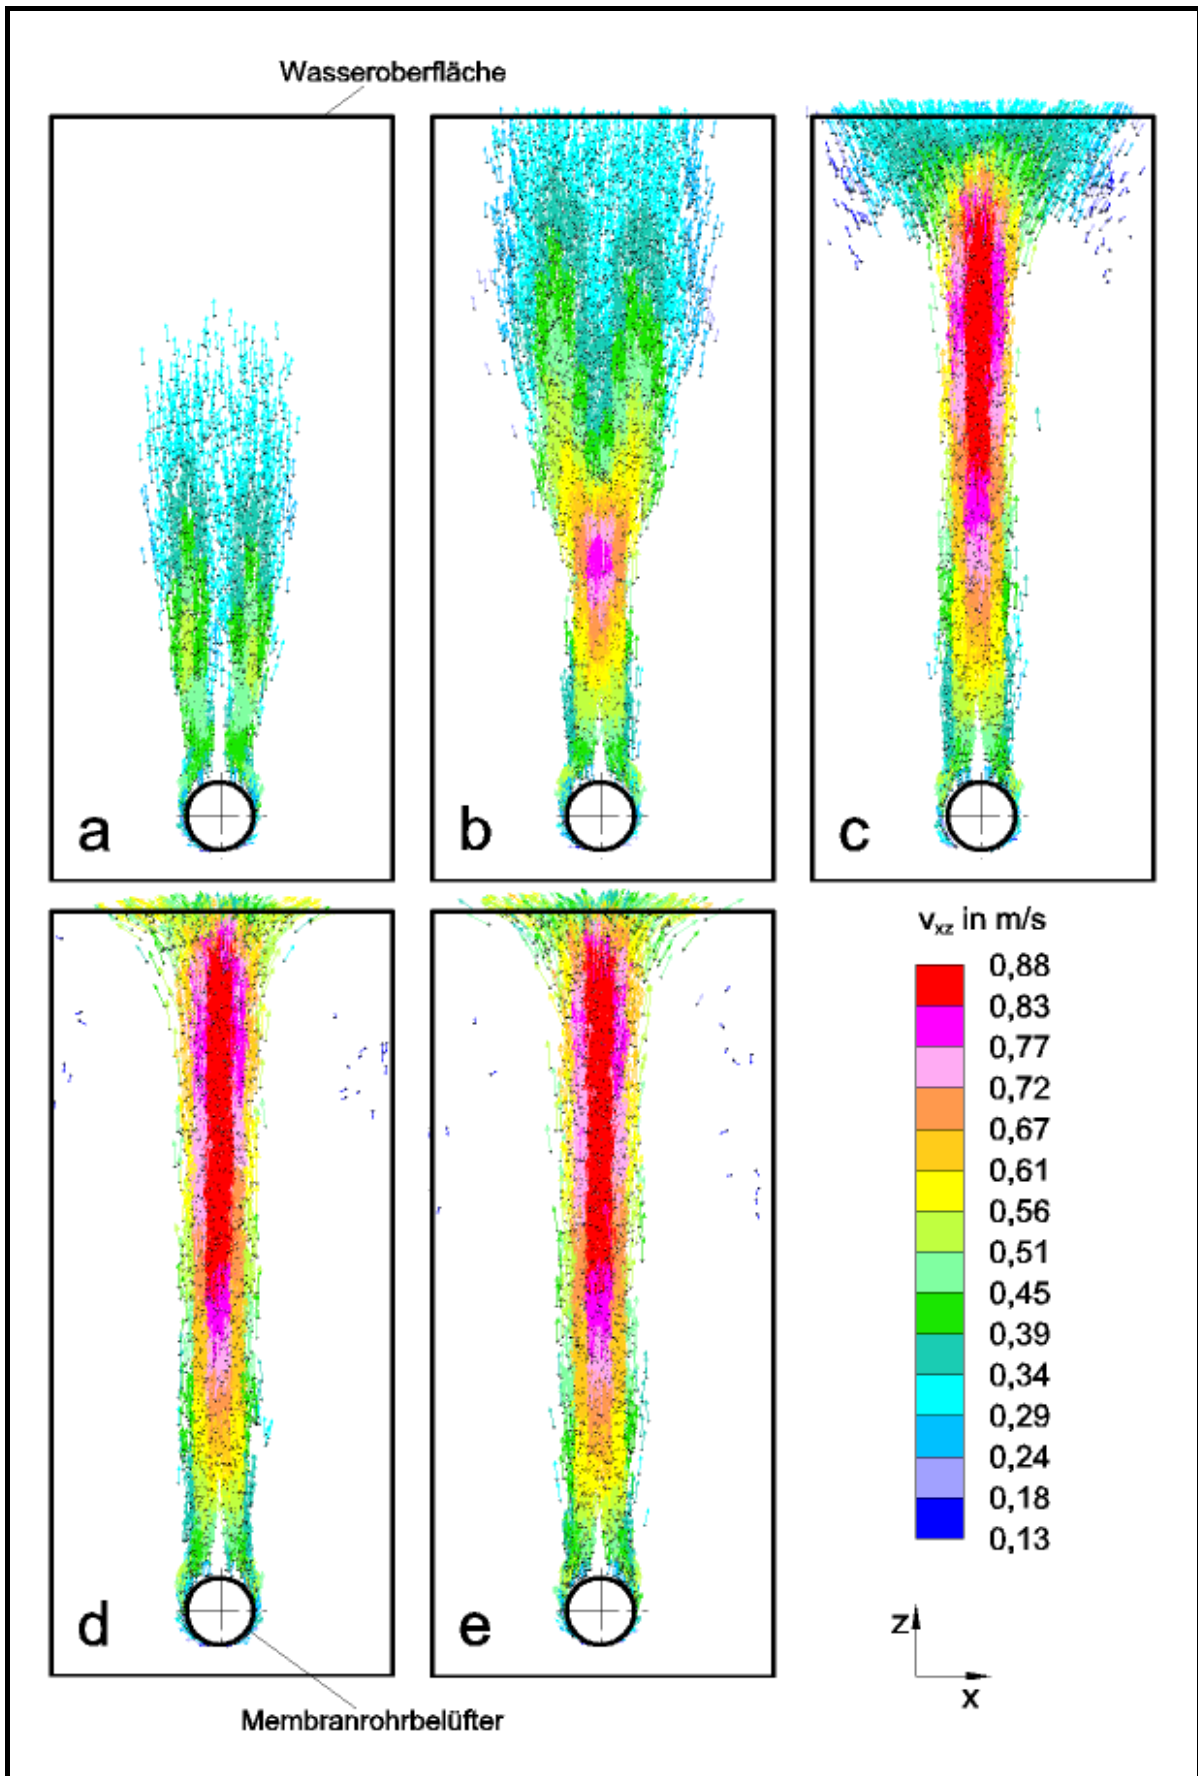 Wasseroberfläche
a
b
c
d
e
vxz in m/s
0,88
0,83
0,77
0,72
0,67
0,61
0,56
0,51
0,45
0,39
0,34
0,29
0,24
0,18
0,13
z
x
Membranrohrbelüfter